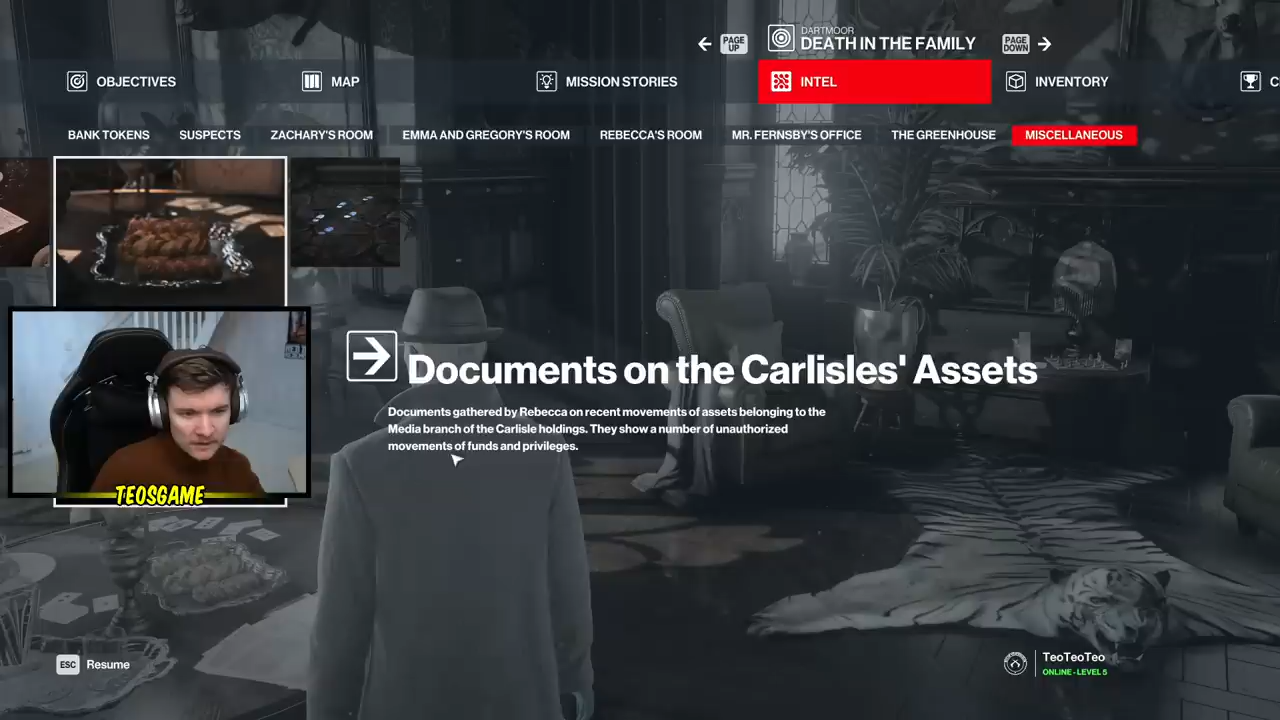 DARTMOOR
PAGE UP
DEATH IN THE FAMILY
PAGE DOWN
OBJECTIVES
MAP
MISSION STORIES
INTEL
INVENTORY
C
BANK TOKENS
SUSPECTS
ZACHARY'S ROOM
EMMA AND GREGORY'S ROOM
REBECCA'S ROOM
MR. FERNSBY'S OFFICE
THE GREENHOUSE
MISCELLANEOUS
Documents on the Carlisles' Assets
Documents gathered by Rebecca on recent movements of assets belonging to the
Media branch of the Carlisle holdings. They show a number of unauthorized
movements of funds and privileges.
TEOSGAME
ESC Resume
TeoTeoTeo
ONLINE - LEVEL 5